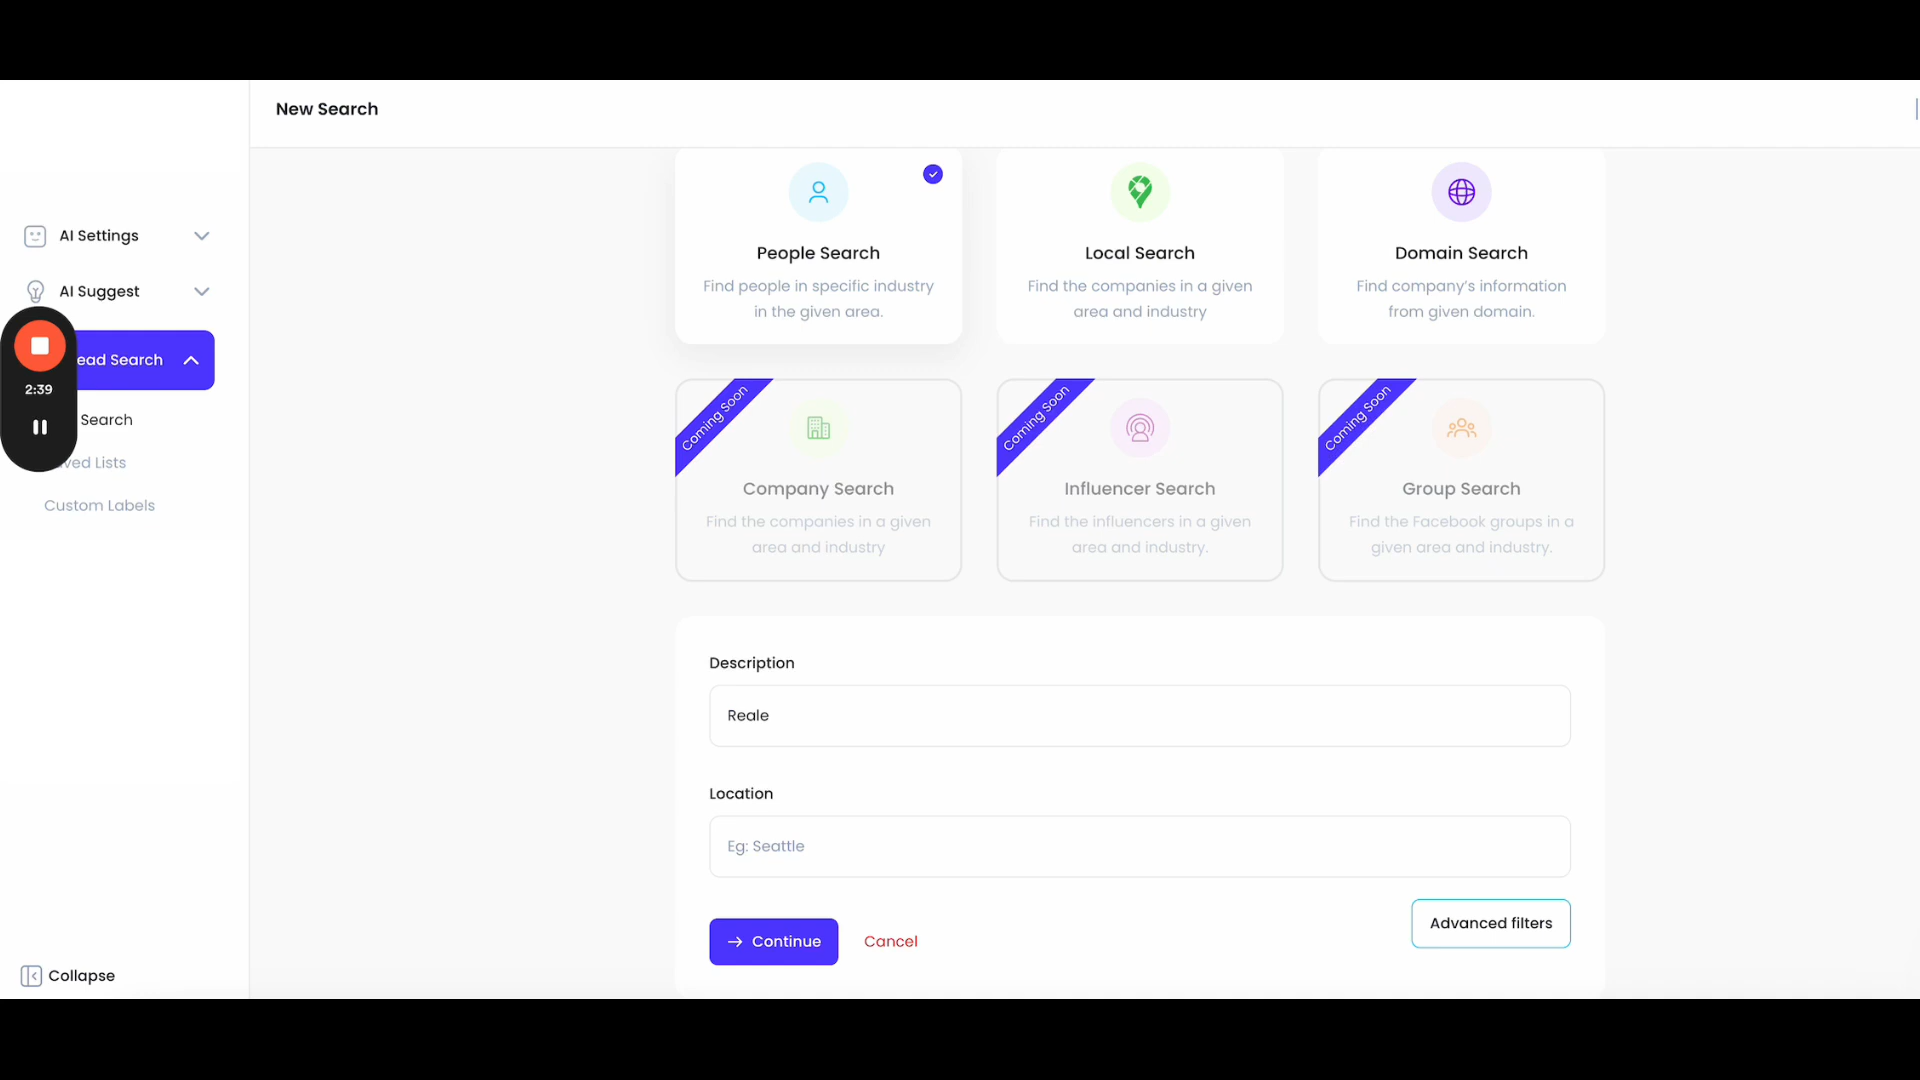 New Search
AI Settings
AI Suggest
ead Search
2:39
Search
ved Lists
Custom Labels
Collapse
People Search
Find people in specific industry
in the given area.
Local Search
Find the companies in a given
area and industry
Domain Search
Find company's information
from given domain.
Coming Soon
Company Search
Find the companies in a given
area and industry
Coming Soon
Influencer Search
Find the influencers in a given
area and industry.
Coming Soon
Group Search
Find the Facebook groups in a
given area and industry.
Description
Reale
Location
Eg: Seattle
Continue
Cancel
Advanced filters